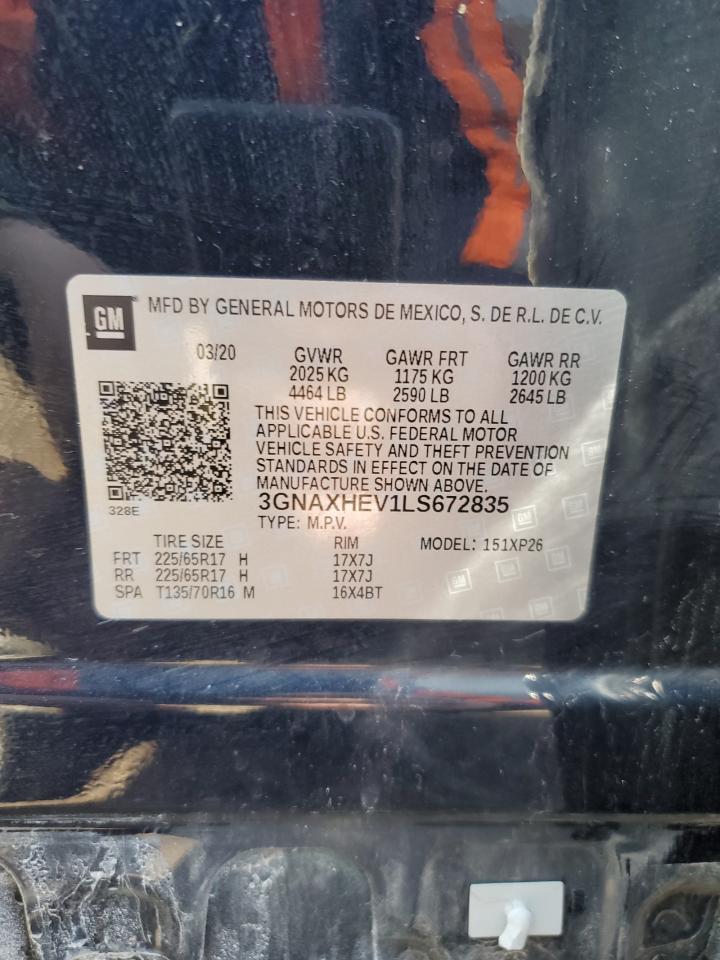 GM MFD BY GENERAL MOTORS DE MEXICO, S. DE R.L. DE C.V.
03/20 GVWR GAWR FRT GAWR RR
2025 KG 1175 KG 1200 KG
4464 LB 2590 LB 2645 LB
THIS VEHICLE CONFORMS TO ALL
APPLICABLE U.S. FEDERAL MOTOR
VEHICLE SAFETY AND THEFT PREVENTION
STANDARDS IN EFFECT ON THE DATE OF
MANUFACTURE SHOWN ABOVE.
328E
3GNAXHEV1LS672835
TYPE: M.P.V.
TIRE SIZE RIM MODEL: 151XP26
FRT 225/65R17 H 17X7J
RR 225/65R17 H 17X7J
SPA T135/70R16 M 16X4BT